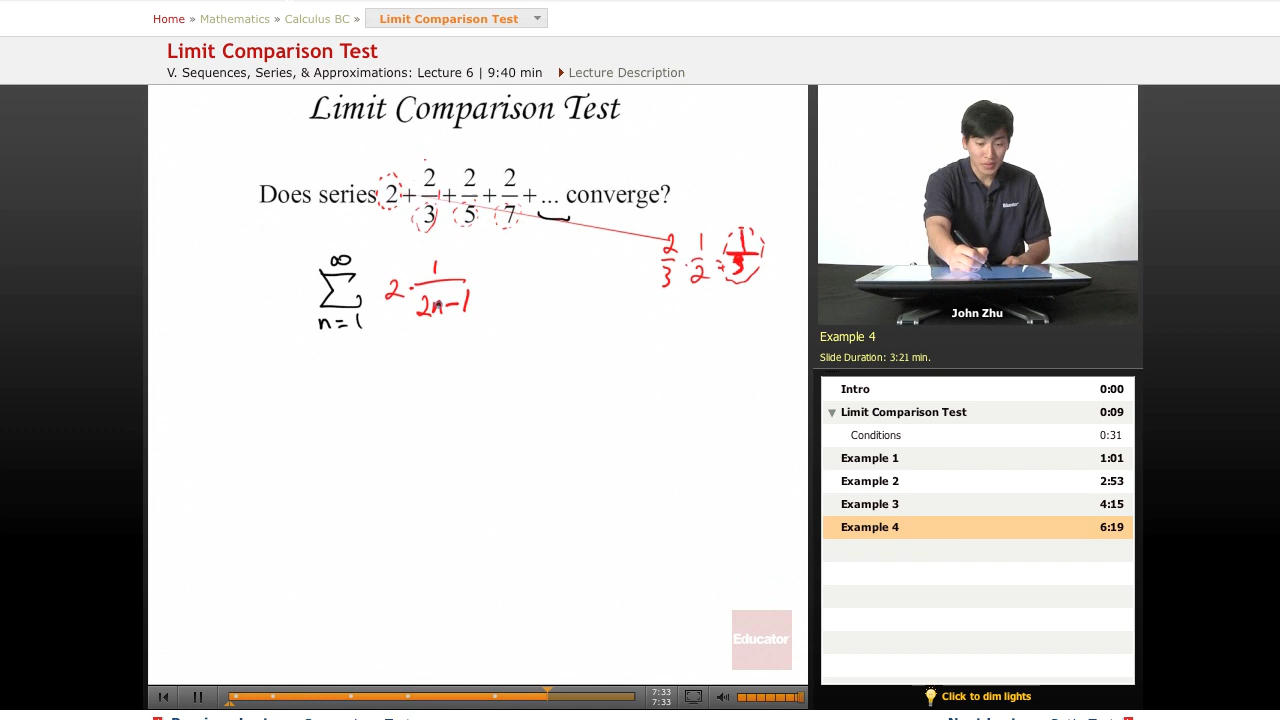 Home » Mathematics » Calculus BC » Limit Comparison Test
Limit Comparison Test
V. Sequences, Series, & Approximations: Lecture 6 | 9:40 min Lecture Description
Limit Comparison Test
Does series 2 + 2/3 + 2/5 + 2/7 + ... converge?
2/3 · 1/2 = 1/3
∞
∑ 2 · 1/(2n-1)
n = 1
Educator
Educator
John Zhu
Example 4
Slide Duration: 3:21 min.
Intro 0:00
Limit Comparison Test 0:09
Conditions 0:31
Example 1 1:01
Example 2 2:53
Example 3 4:15
Example 4 6:19
7:33
7:33
Click to dim lights